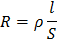 R = ρ l/S